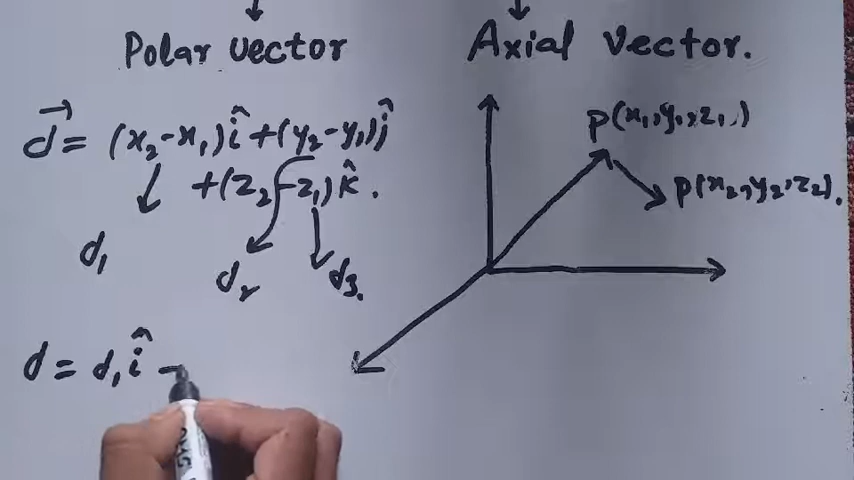 Polar vector
Axial vector.
d⃗ = (x₂-x₁)î+(y₂-y₁)ĵ
+(z₂-z₁)k̂.
d₁
d₂
d₃.
p(x₁,y₁,z₁,)
p(x₂,y₂,z₂).
d = d₁î -